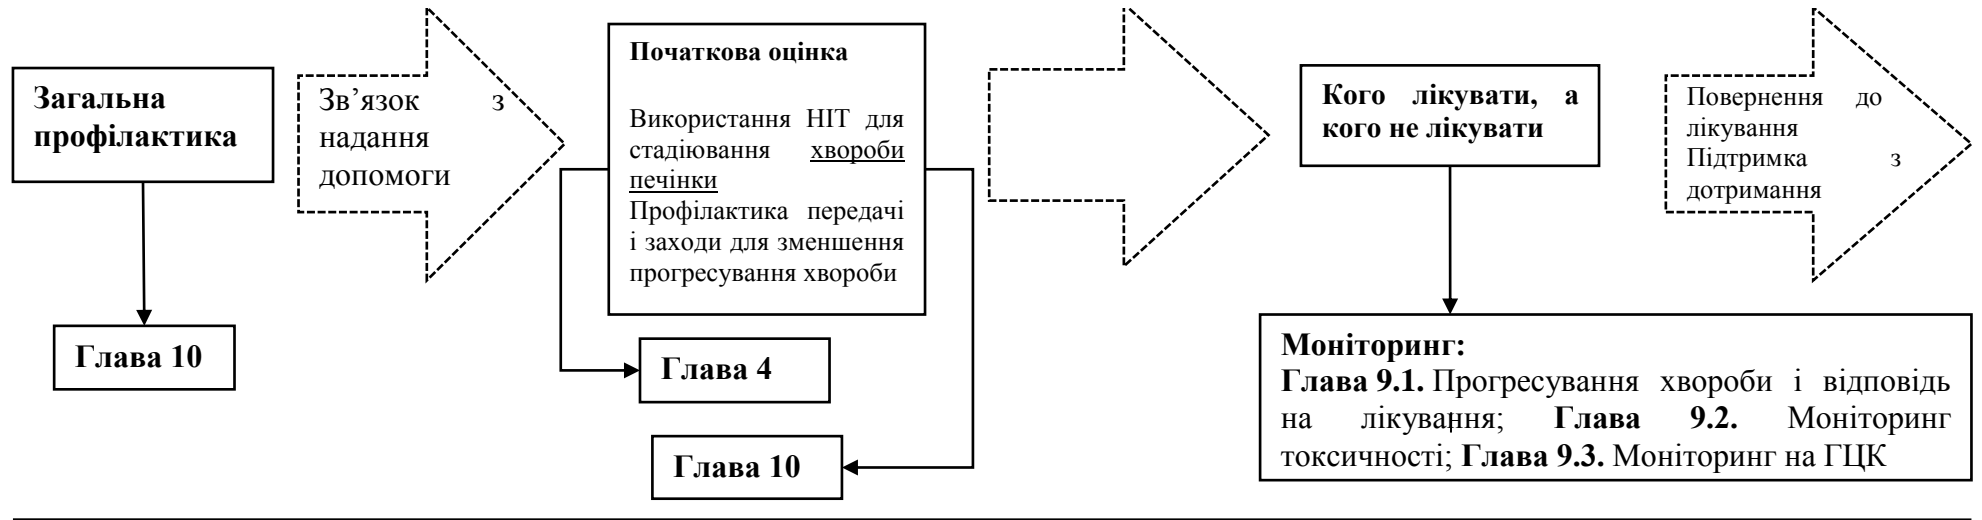 Загальна
профілактика
Глава 10
Зв’язок з
надання
допомоги
Початкова оцінка
Використання НІТ для
стадіювання хвороби
печінки
Профілактика передачі
і заходи для зменшення
прогресування хвороби
Глава 4
Глава 10
Кого лікувати, а
кого не лікувати
Моніторинг:
Глава 9.1. Прогресування хвороби і відповідь
на лікування; Глава 9.2. Моніторинг
токсичності; Глава 9.3. Моніторинг на ГЦК
Повернення до
лікування
Підтримка з
дотримання